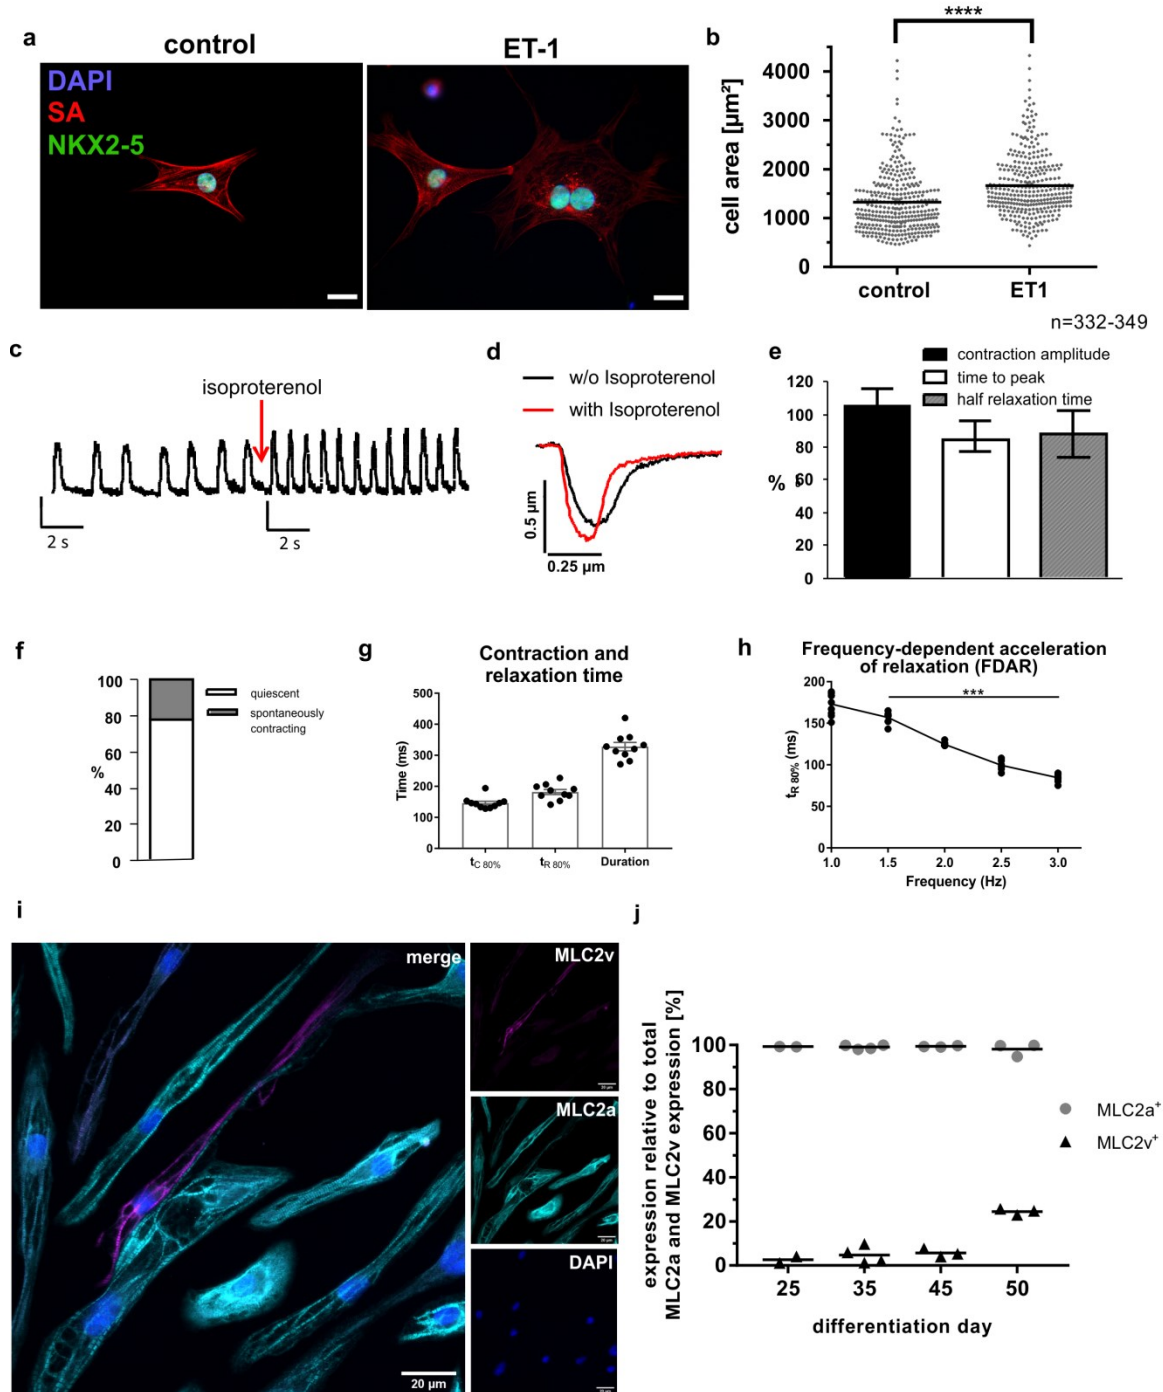 a
control
ET-1
DAPI
SA
NKX2-5
b
****
cell area [µm²]
4000
3000
2000
1000
0
control
ET1
n=332-349
c
isoproterenol
2 s
2 s
d
w/o Isoproterenol
with Isoproterenol
0.5 µm
0.25 µm
e
contraction amplitude
time to peak
half relaxation time
120
100
80
%
60
40
20
0
f
100
80
60
%
40
20
0
quiescent
spontaneously
contracting
g
Contraction and
relaxation time
Time (ms)
500
400
300
200
100
0
tC 80%
tR 80%
Duration
h
Frequency-dependent acceleration
of relaxation (FDAR)
***
tR 80% (ms)
200
150
100
50
0
1.0
1.5
2.0
2.5
3.0
Frequency (Hz)
i
merge
20 µm
MLC2v
20 µm
MLC2a
20 µm
DAPI
20 µm
j
expression relative to total
MLC2a and MLC2v expression [%]
100
80
60
40
20
0
25
35
45
50
differentiation day
MLC2a+
MLC2v+